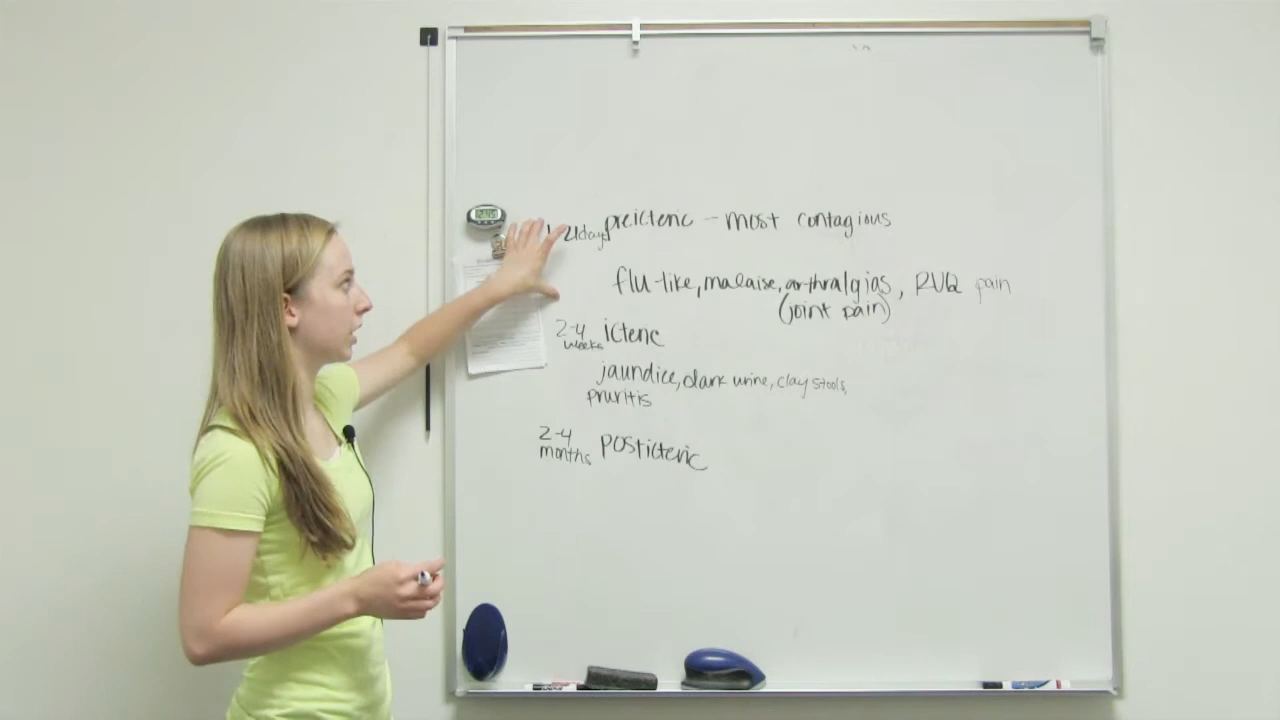 21days preicteric - most contagious
flu-like, malaise, arthralgias, RUQ pain
(joint pain)
2-4 weeks icteric
jaundice, dark urine, clay stools,
pruritis
2-4 months posticteric